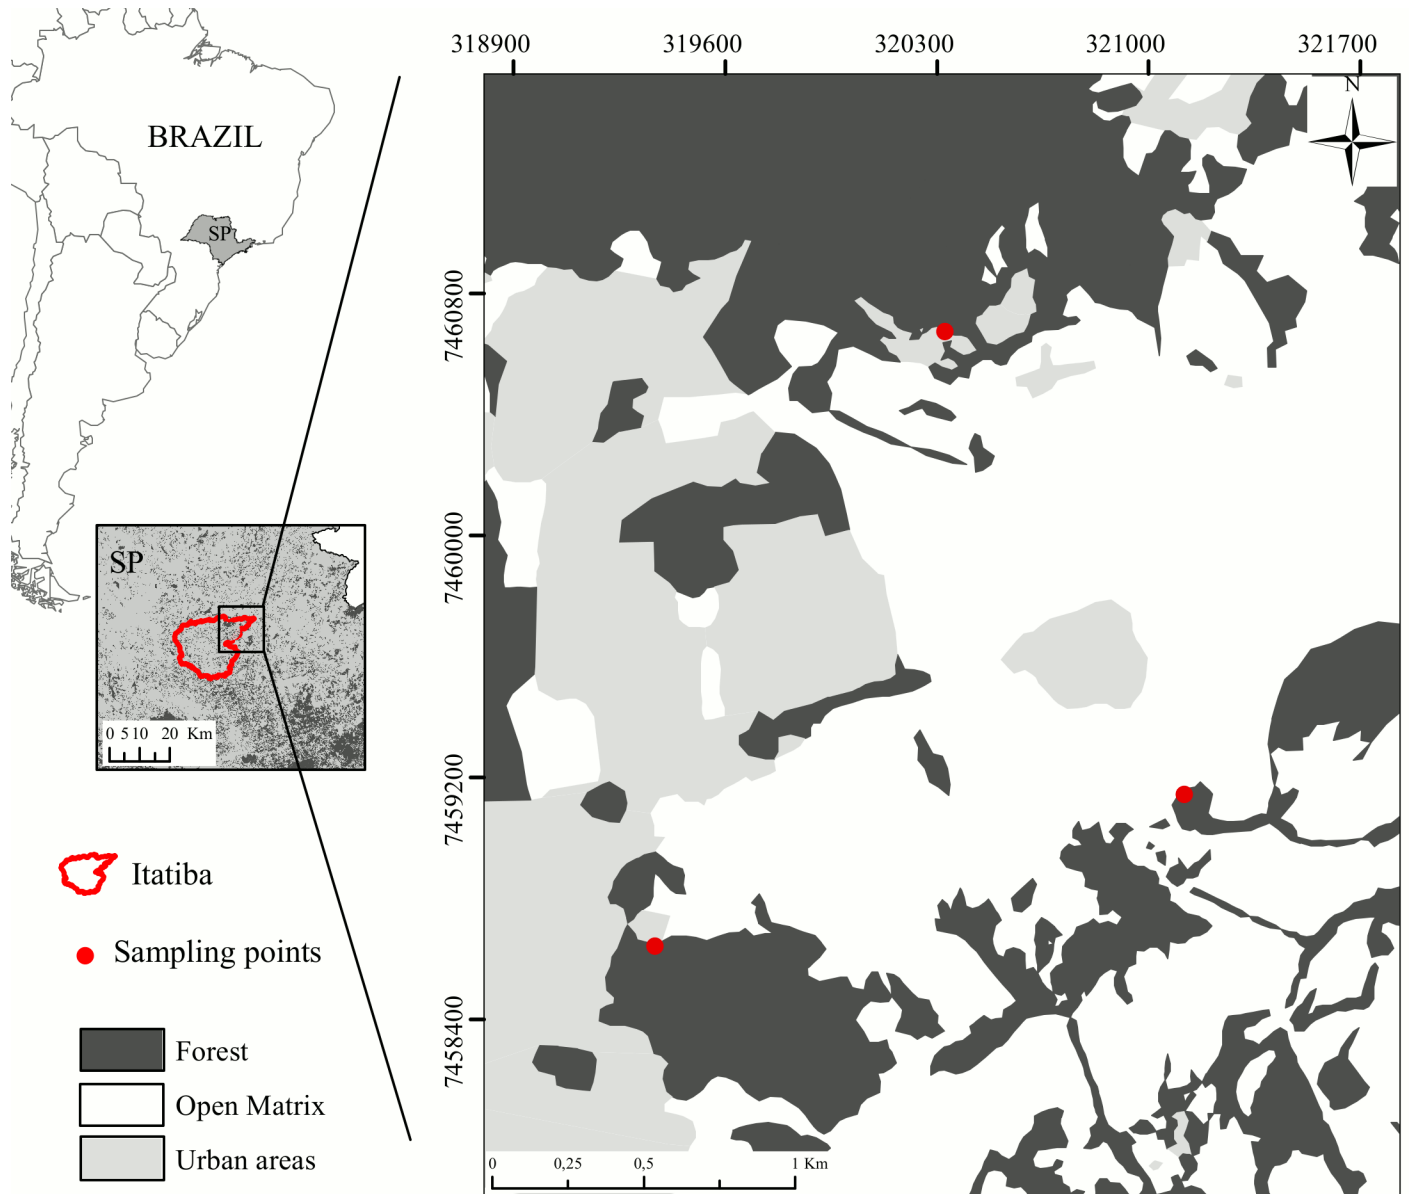 318900 319600 320300 321000 321700
N
BRAZIL
SP
7460800
7460000
7459200
7458400
SP
0 5 10 20 Km
Itatiba
Sampling points
Forest
Open Matrix
Urban areas
0 0,25 0,5 1 Km